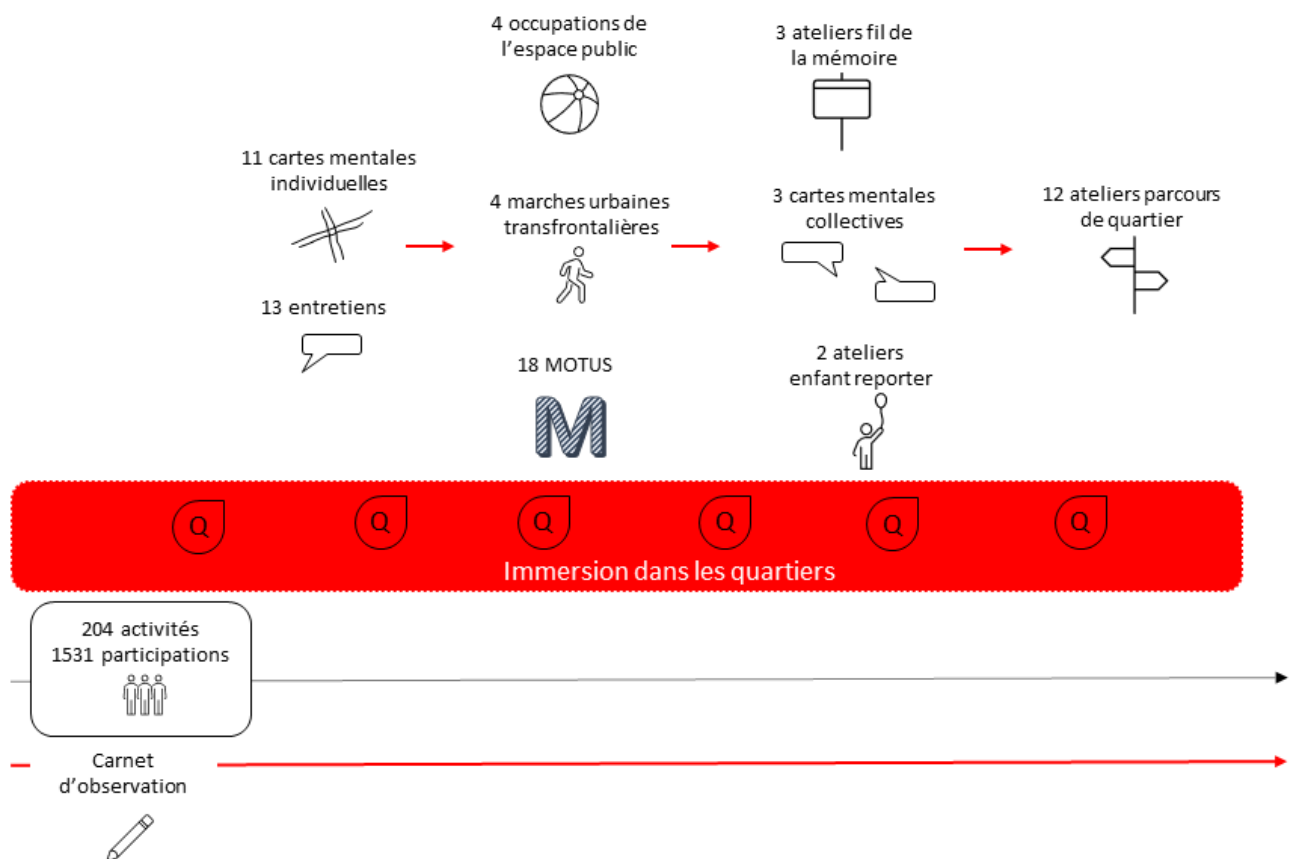 4 occupations de
l’espace public
3 ateliers fil de
la mémoire
11 cartes mentales
individuelles
4 marches urbaines
transfrontalières
3 cartes mentales
collectives
12 ateliers parcours
de quartier
13 entretiens
18 MOTUS
M
2 ateliers
enfant reporter
Q
Q
Q
Q
Q
Q
Immersion dans les quartiers
204 activités
1531 participations
Carnet
d’observation